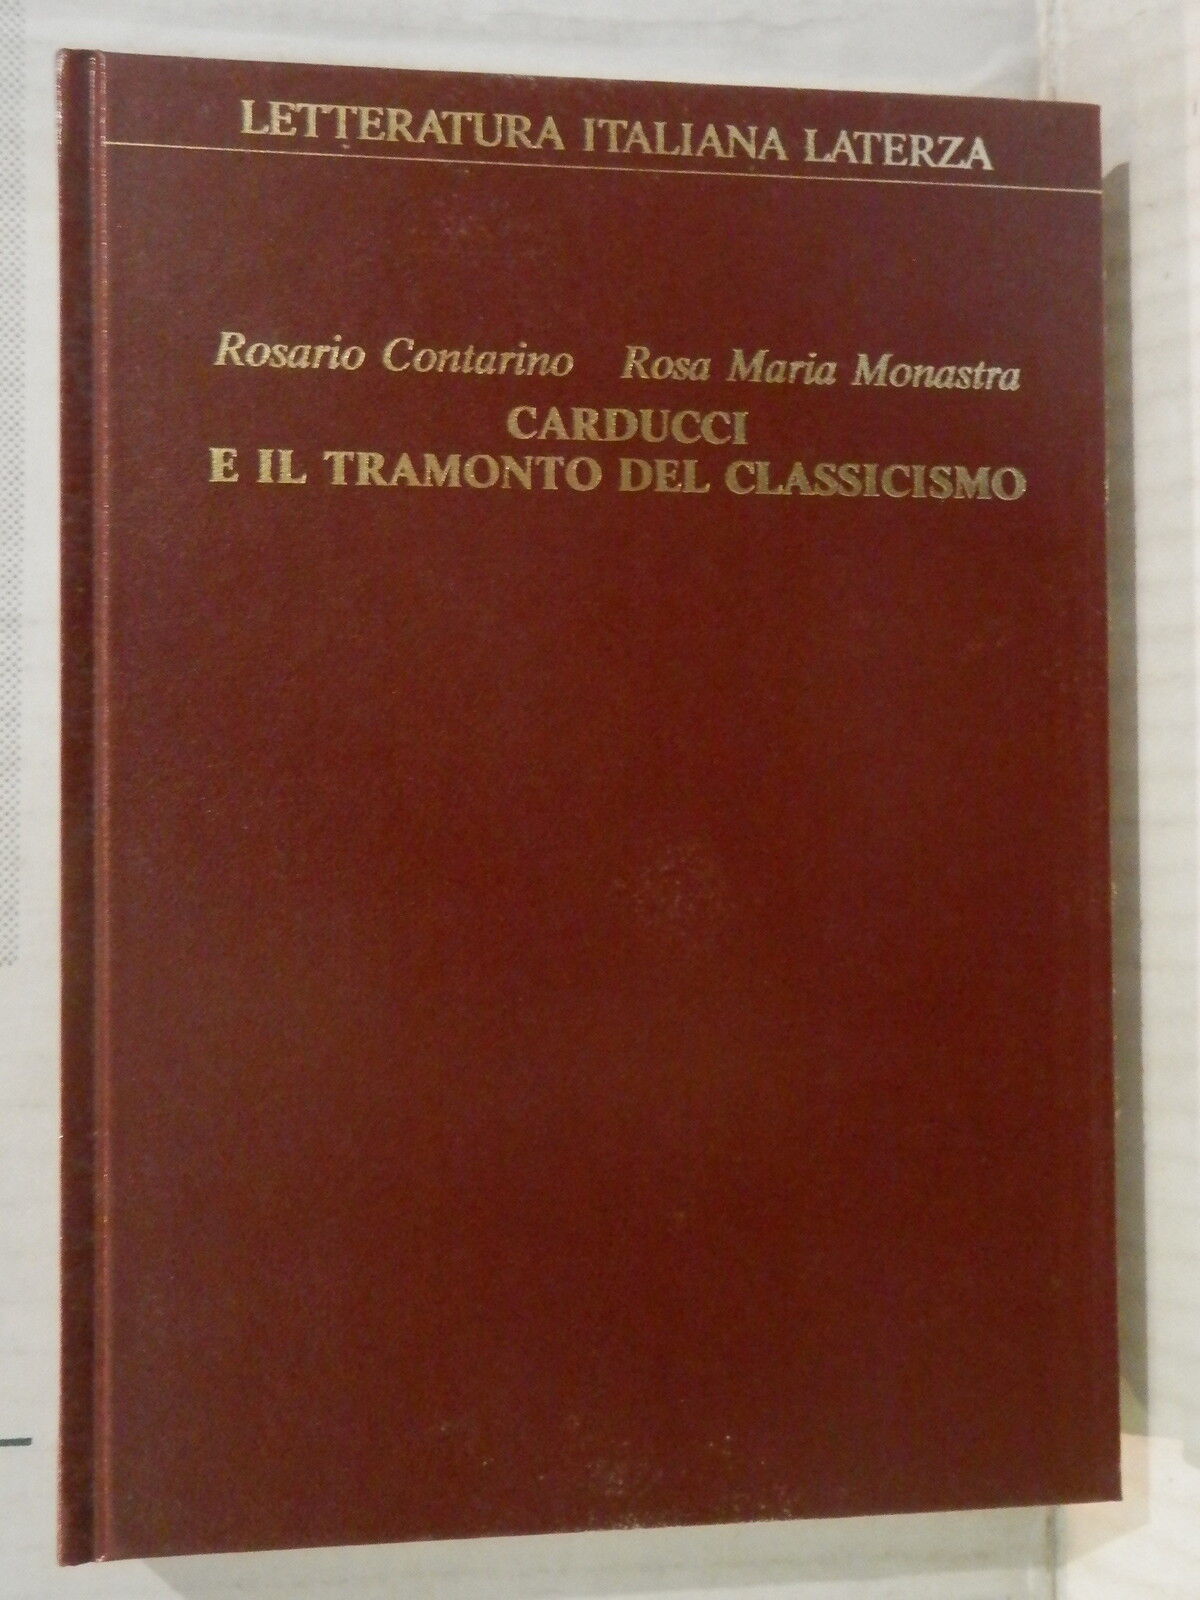 LETTERATURA ITALIANA LATERZA
Rosario Contarino Rosa Maria Monastra
CARDUCCI
E IL TRAMONTO DEL CLASSICISMO